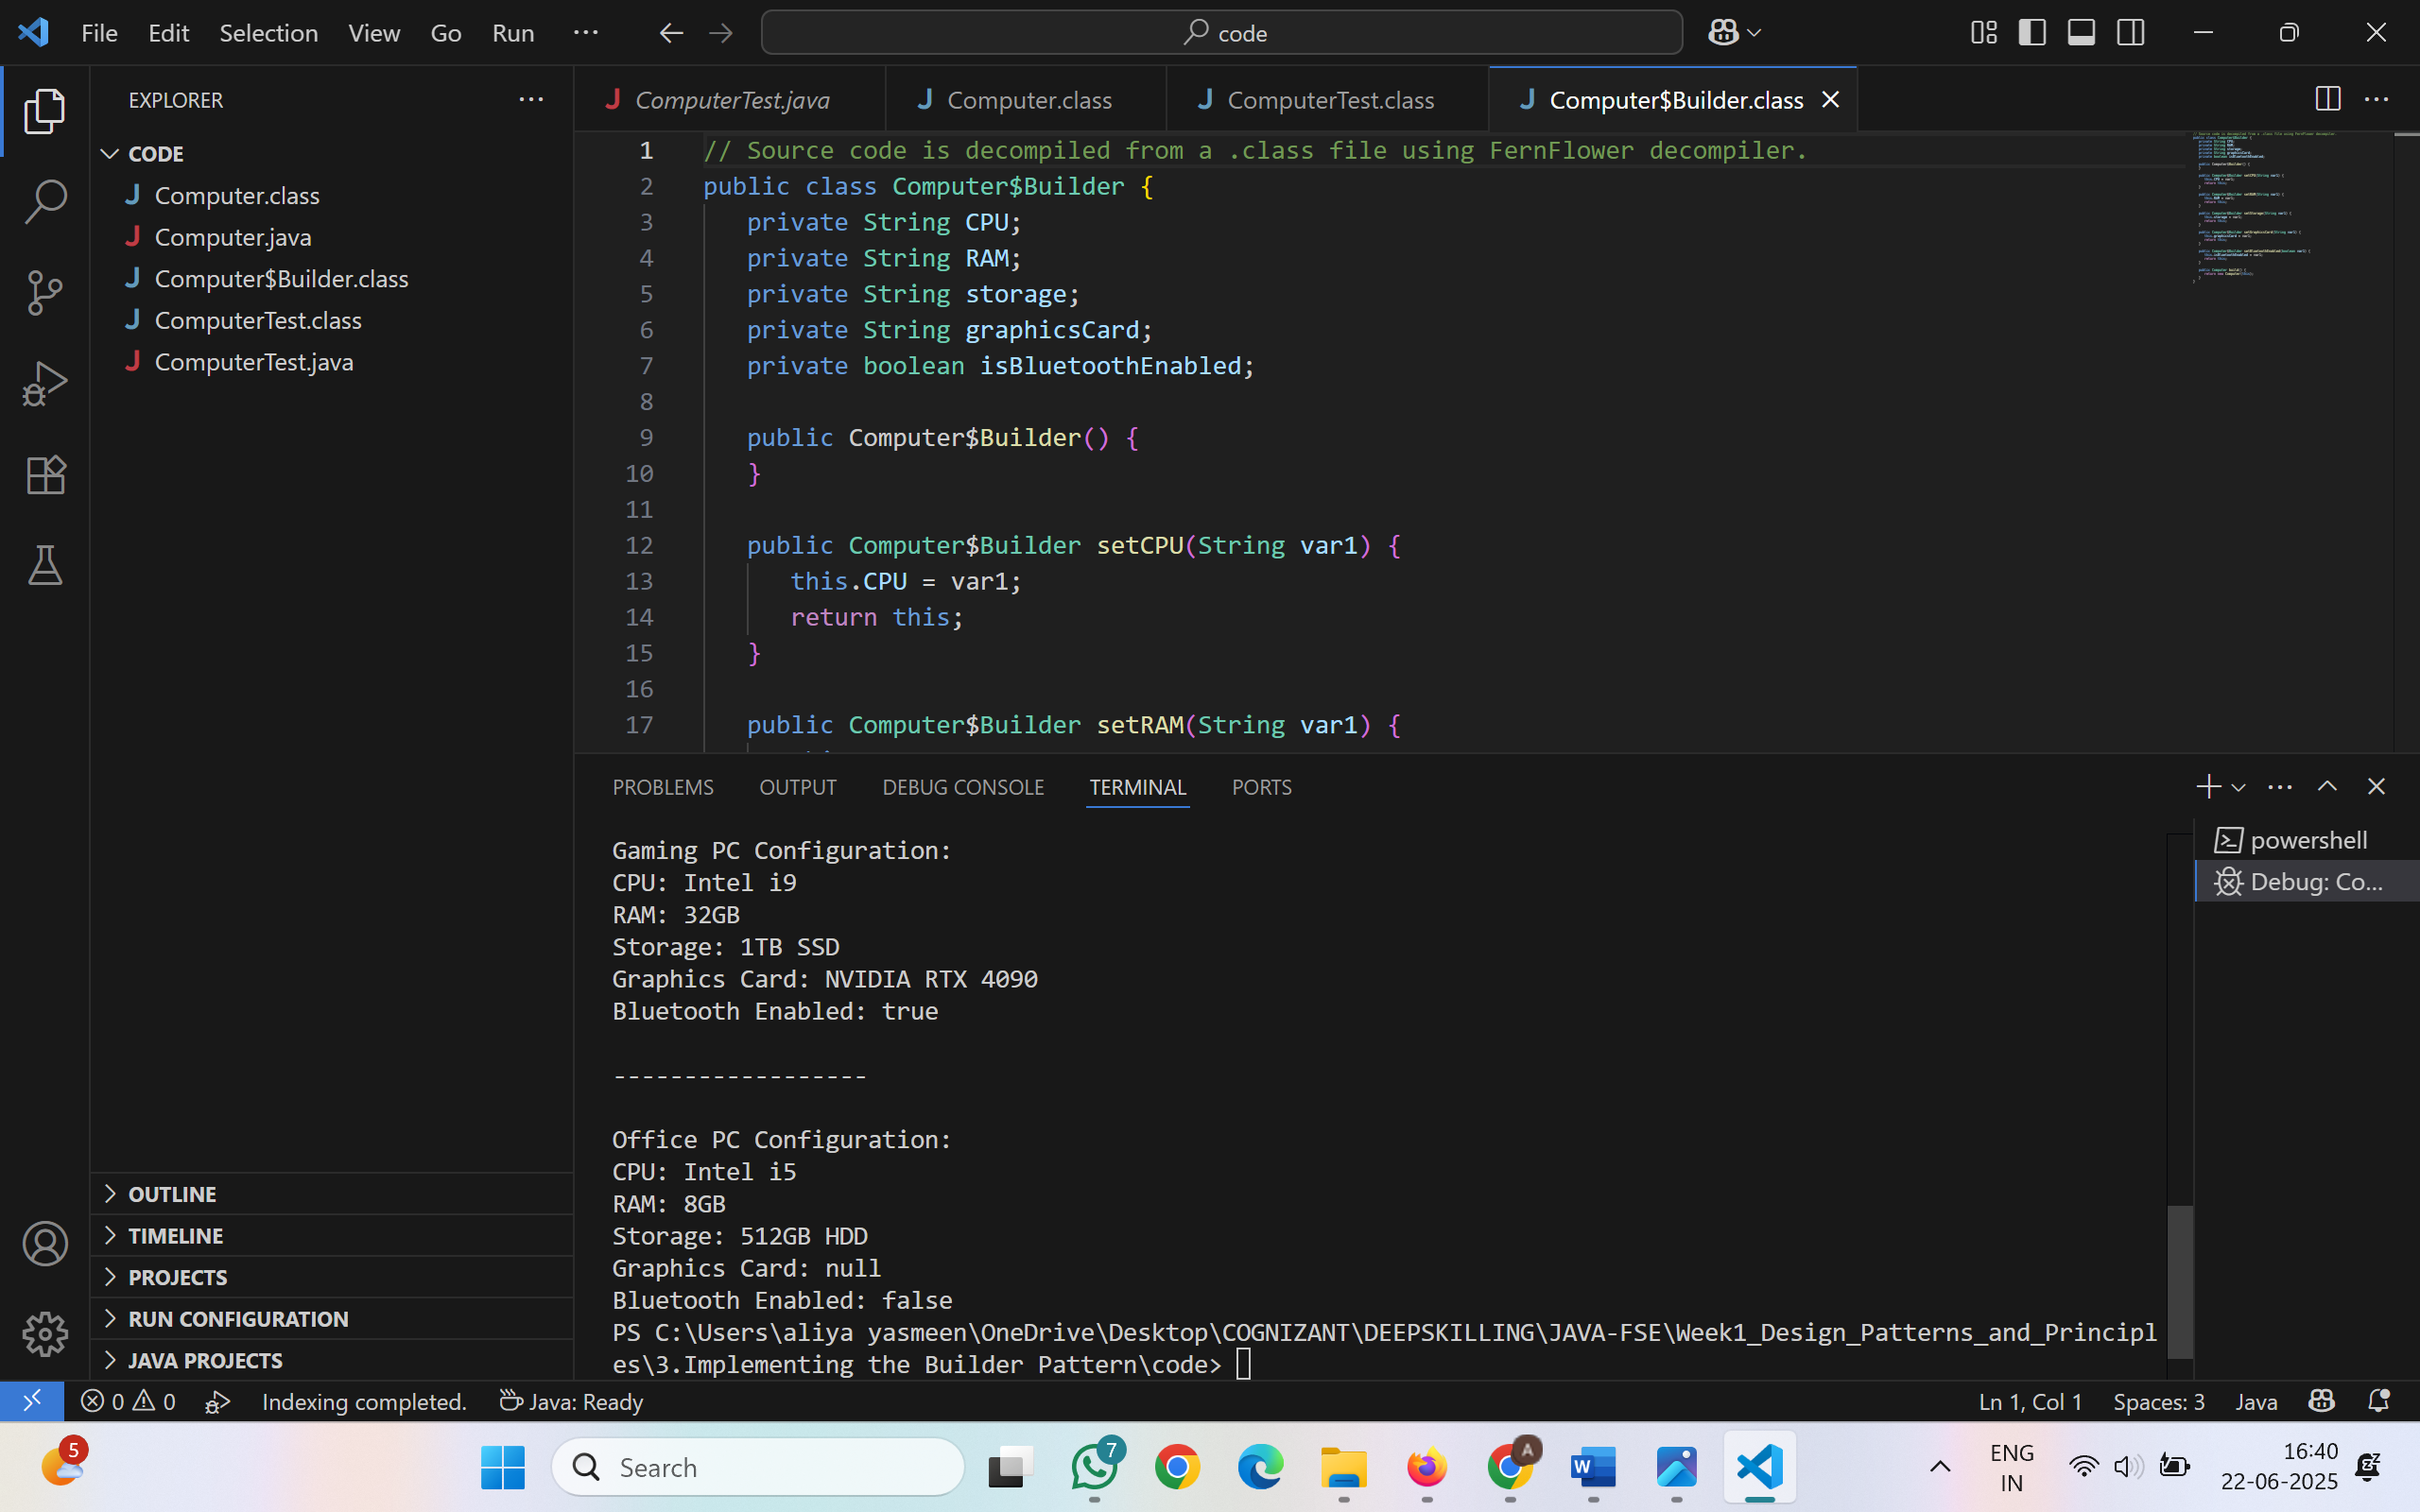 File Edit Selection View Go Run ···
code
EXPLORER
CODE
Computer.class
Computer.java
Computer$Builder.class
ComputerTest.class
ComputerTest.java
OUTLINE
TIMELINE
PROJECTS
RUN CONFIGURATION
JAVA PROJECTS
ComputerTest.java Computer.class ComputerTest.class Computer$Builder.class
1 // Source code is decompiled from a .class file using FernFlower decompiler.
2 public class Computer$Builder {
3 private String CPU;
4 private String RAM;
5 private String storage;
6 private String graphicsCard;
7 private boolean isBluetoothEnabled;
8
9 public Computer$Builder() {
10 }
11
12 public Computer$Builder setCPU(String var1) {
13 this.CPU = var1;
14 return this;
15 }
16
17 public Computer$Builder setRAM(String var1) {
PROBLEMS OUTPUT DEBUG CONSOLE TERMINAL PORTS
powershell
Debug: Co...
Gaming PC Configuration:
CPU: Intel i9
RAM: 32GB
Storage: 1TB SSD
Graphics Card: NVIDIA RTX 4090
Bluetooth Enabled: true
------------------
Office PC Configuration:
CPU: Intel i5
RAM: 8GB
Storage: 512GB HDD
Graphics Card: null
Bluetooth Enabled: false
PS C:\Users\aliya yasmeen\OneDrive\Desktop\COGNIZANT\DEEPSKILLING\JAVA-FSE\Week1_Design_Patterns_and_Principl
es\3.Implementing the Builder Pattern\code>
0 0 Indexing completed. Java: Ready Ln 1, Col 1 Spaces: 3 Java
5 Search 7 A W ENG 16:40
IN 22-06-2025